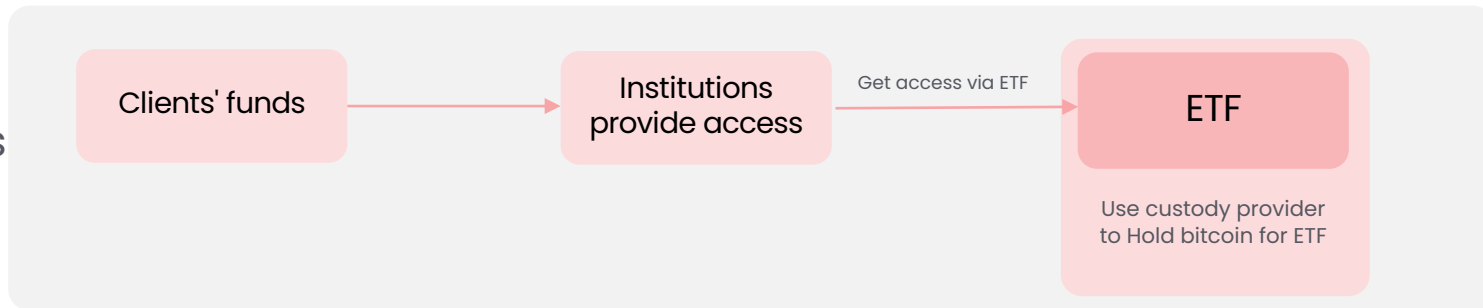 Clients' funds
Institutions
provide access
Get access via ETF
ETF
Use custody provider
to Hold bitcoin for ETF